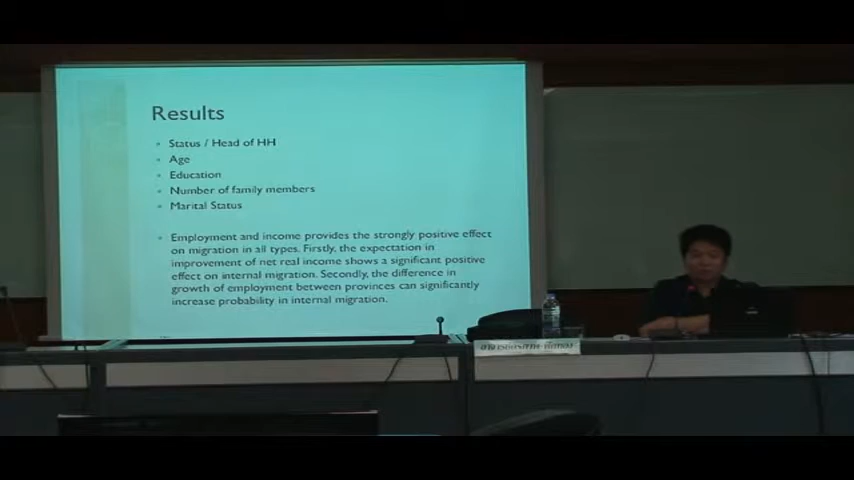 Results
Status / Head of HH
Age
Education
Number of family members
Marital Status
Employment and income provides the strongly positive effect
on migration in all types. Firstly, the expectation in
improvement of net real income shows a significant positive
effect on internal migration. Secondly, the difference in
growth of employment between provinces can significantly
increase probability in internal migration.